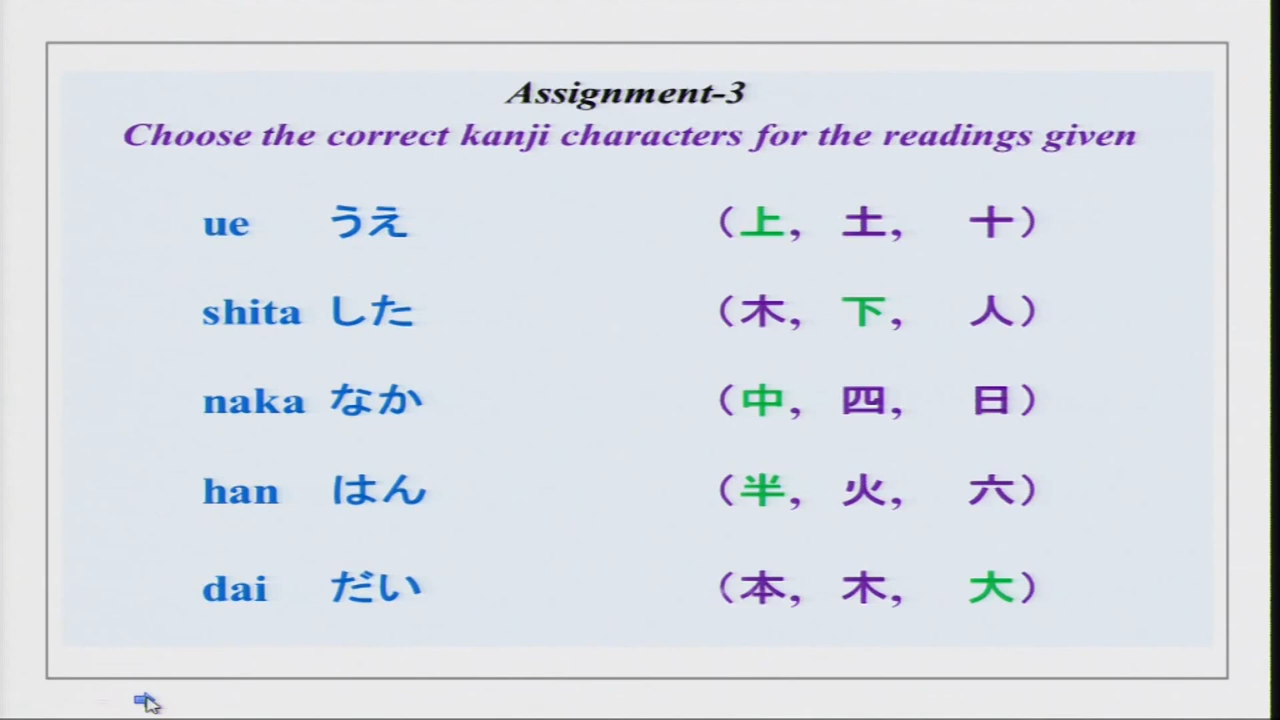 Assignment-3
Choose the correct kanji characters for the readings given
ue うえ (上, 土, 十)
shita した (木, 下, 人)
naka なか (中, 四, 日)
han はん (半, 火, 六)
dai だい (本, 木, 大)